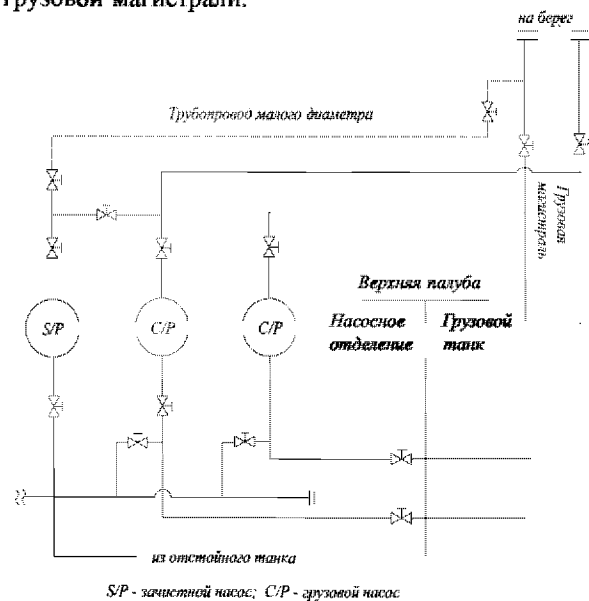 грузовой магистрали.
на берег
Трубопровод малого диаметра
Грузовая
магистраль
Верхняя палуба
Насосное
отделение
Грузовой
танк
S/P
C/P
C/P
из отстойного танка
S/P - зачистной насос; C/P - грузовой насос